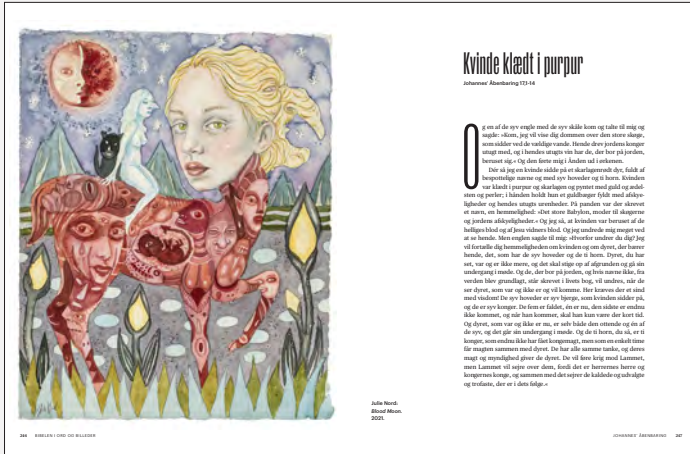 Kvinde klædt i purpur
Johannes' Åbenbaring 17,1-14
Og en af de syv engle med de syv skåle kom og talte til mig og
sagde: »Kom, jeg vil vise dig dommen over den store skøge,
som sidder ved de vældige vande. Hende drev jordens konger
utugt med, og i hendes utugts vin har de, der bor på jorden,
beruset sig.« Og den førte mig i Ånden ud i ørkenen.
Dér så jeg en kvinde sidde på et skarlagenrødt dyr, fuldt af
bespottelige navne og med syv hoveder og ti horn. Kvinden
var klædt i purpur og skarlagen og pyntet med guld og ædel-
sten og perler; i hånden holdt hun et guldbæger fyldt med afskye-
ligheder og hendes utugts urenheder. På panden var der skrevet
et navn, en hemmelighed: »Det store Babylon, moder til skøgerne
og jordens afskyeligheder.« Og jeg så, at kvinden var beruset af de
helliges blod og af Jesu vidners blod. Og jeg undrede mig meget ved
at se hende. Men englen sagde til mig: »Hvorfor undrer du dig? Jeg
vil fortælle dig hemmeligheden om kvinden og om dyret, der bærer
hende, det, som har de syv hoveder og de ti horn. Dyret, du har
set, var og er ikke mere, og det skal stige op af afgrunden og gå sin
undergang i møde. Og de, der bor på jorden, og hvis navne ikke, fra
verden blev grundlagt, står skrevet i livets bog, vil undres, når de
ser dyret, som var og ikke er og vil komme. Her kræves der et sind
med visdom! De syv hoveder er syv bjerge, som kvinden sidder på,
og de er syv konger. De fem er faldet, én er nu, den sidste er endnu
ikke kommet, og når han kommer, skal han kun være der kort tid.
Og dyret, som var og ikke er nu, er selv både den ottende og én af
de syv, og det går sin undergang i møde. Og de ti horn, du så, er ti
konger, som endnu ikke har fået kongemagt, men som en enkelt time
får magten sammen med dyret. De har alle samme tanke, og deres
magt og myndighed giver de dyret. De vil føre krig mod Lammet,
men Lammet vil sejre over dem, fordi det er herrernes herre og
kongernes konge, og sammen med det sejrer de kaldede og udvalgte
og trofaste, der er i dets følge.«
Julie Nord:
Blood Moon.
2021.
246 BIBELEN I ORD OG BILLEDER
JOHANNES' ÅBENBARING 247